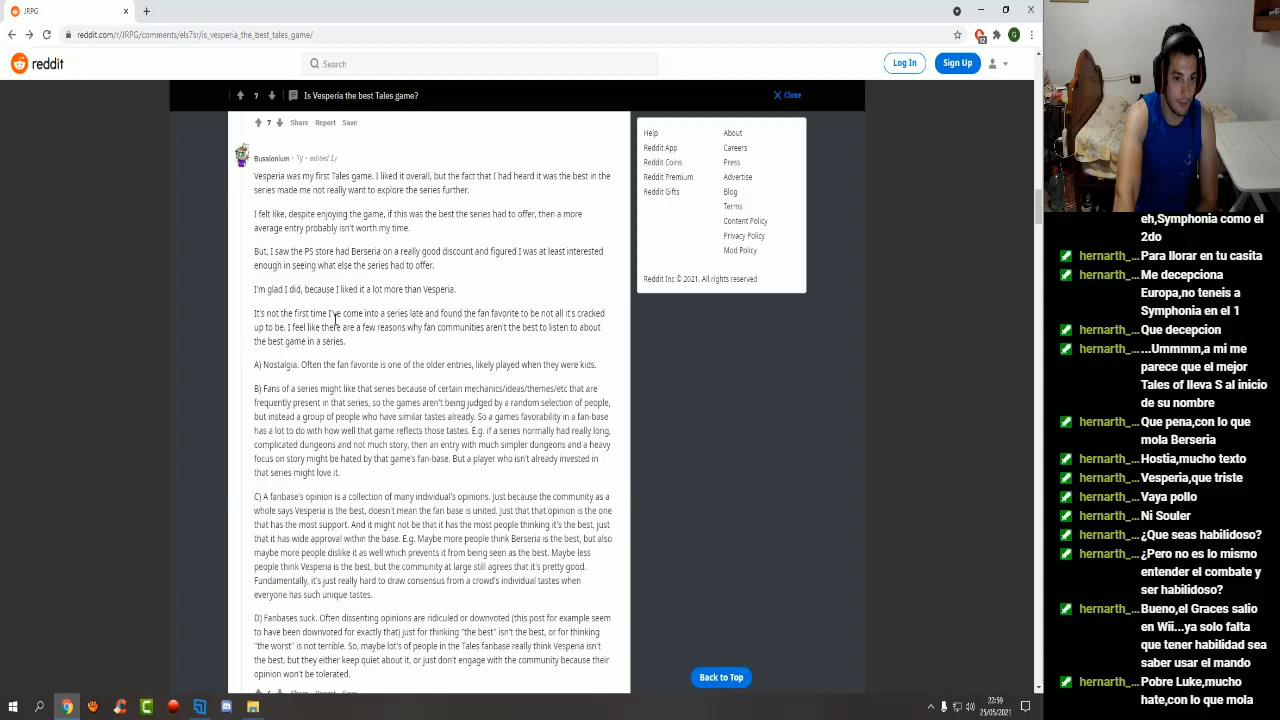 JRPG
reddit.com/r/JRPG/comments/els7sr/is_vesperia_the_best_tales_game/
reddit
Search
Log In
Sign Up
7
Is Vesperia the best Tales game?
Close
7 Share Report Save
Busalonium · 1y · edited 1y
Vesperia was my first Tales game. I liked it overall, but the fact that I had heard it was the best in the
series made me not really want to explore the series further.
I felt like, despite enjoying the game, if this was the best the series had to offer, then a more
average entry probably isn't worth my time.
But, I saw the PS store had Berseria on a really good discount and figured I was at least interested
enough in seeing what else the series had to offer.
I'm glad I did, because I liked it a lot more than Vesperia.
It's not the first time I've come into a series late and found the fan favorite to be not all it's cracked
up to be. I feel like there are a few reasons why fan communities aren't the best to listen to about
the best game in a series.
A) Nostalgia. Often the fan favorite is one of the older entries, likely played when they were kids.
B) Fans of a series might like that series because of certain mechanics/ideas/themes/etc that are
frequently present in that series, so the games aren't being judged by a random selection of people,
but instead a group of people who have similar tastes already. So a games favorability in a fan-base
has a lot to do with how well that game reflects those tastes. E.g. if a series normally had really long,
complicated dungeons and not much story, then an entry with much simpler dungeons and a heavy
focus on story might be hated by that game's fan-base. But a player who isn't already invested in
that series might love it.
C) A fanbase's opinion is a collection of many individual's opinions. Just because the community as a
whole says Vesperia is the best, doesn't mean the fan base is united. Just that that opinion is the one
that has the most support. And it might not be that it has the most people thinking it's the best, just
that it has wide approval within the base. E.g. Maybe more people think Berseria is the best, but also
maybe more people dislike it as well which prevents it from being seen as the best. Maybe less
people think Vesperia is the best, but the community at large still agrees that it's pretty good.
Fundamentally, it's just really hard to draw consensus from a crowd's individual tastes when
everyone has such unique tastes.
D) Fanbases suck. Often dissenting opinions are ridiculed or downvoted (this post for example seem
to have been downvoted for exactly that) just for thinking "the best" isn't the best, or for thinking
"the worst" is not terrible. So, maybe lot's of people in the Tales fanbase really think Vesperia isn't
the best, but they either keep quiet about it, or just don't engage with the community because their
opinion won't be tolerated.
Share Report Save
Help About
Reddit App Careers
Reddit Coins Press
Reddit Premium Advertise
Reddit Gifts Blog
Terms
Content Policy
Privacy Policy
Mod Policy
Reddit Inc © 2021. All rights reserved
Back to Top
eh,Symphonia como el
2do
hernarth_... Para llorar en tu casita
hernarth_... Me decepciona
Europa,no teneis a
Symphonia en el 1
hernarth_... Que decepcion
hernarth_... ...Ummmm,a mi me
parece que el mejor
Tales of lleva S al inicio
de su nombre
hernarth_... Que pena,con lo que
mola Berseria
hernarth_... Hostia,mucho texto
hernarth_... Vesperia,que triste
hernarth_... Vaya pollo
hernarth_... Ni Souler
hernarth_... ¿Que seas habilidoso?
hernarth_... ¿Pero no es lo mismo
entender el combate y
ser habilidoso?
hernarth_... Bueno,el Graces salio
en Wii...ya solo falta
que tener habilidad sea
saber usar el mando
hernarth_... Pobre Luke,mucho
hate,con lo que mola
22:59
25/05/2021